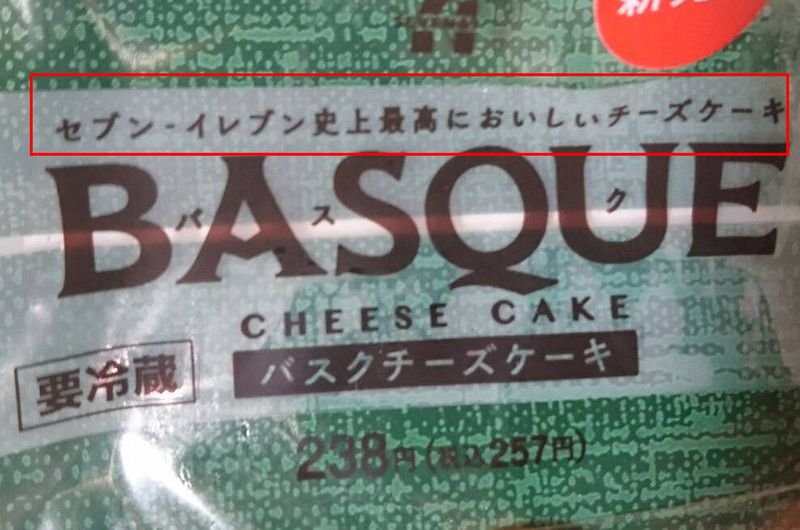 セブン-イレブン史上最高においしいチーズケーキ
BASQUE
バスク
CHEESE CAKE
バスクチーズケーキ
要冷蔵
238円(税込257円)